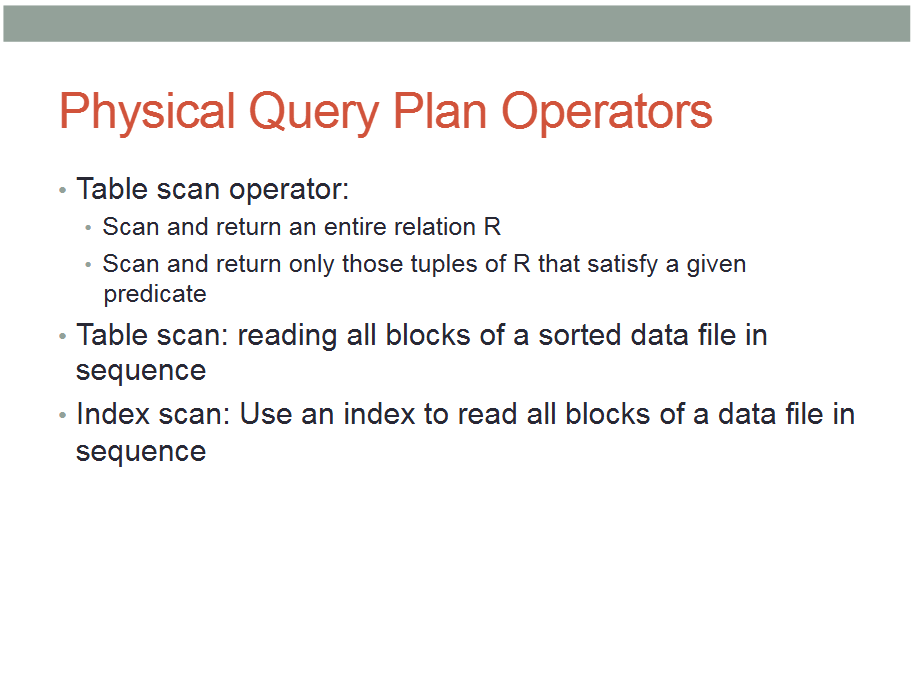 Physical Query Plan Operators
• Table scan operator:
• Scan and return an entire relation R
• Scan and return only those tuples of R that satisfy a given
predicate
• Table scan: reading all blocks of a sorted data file in
sequence
• Index scan: Use an index to read all blocks of a data file in
sequence